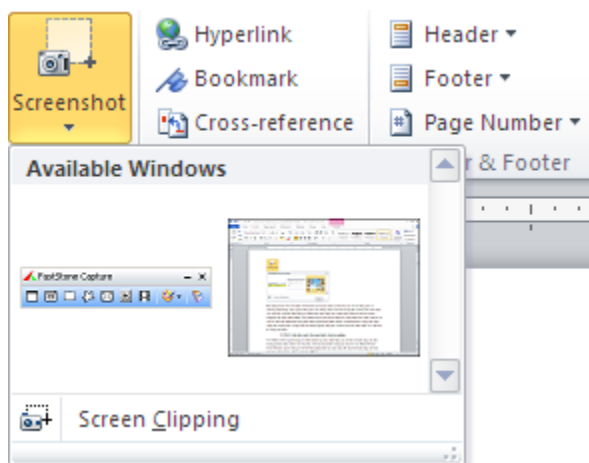 Screenshot
Hyperlink
Bookmark
Cross-reference
Header
Footer
Page Number
r & Footer
Available Windows
FastStone Capture
Screen Clipping